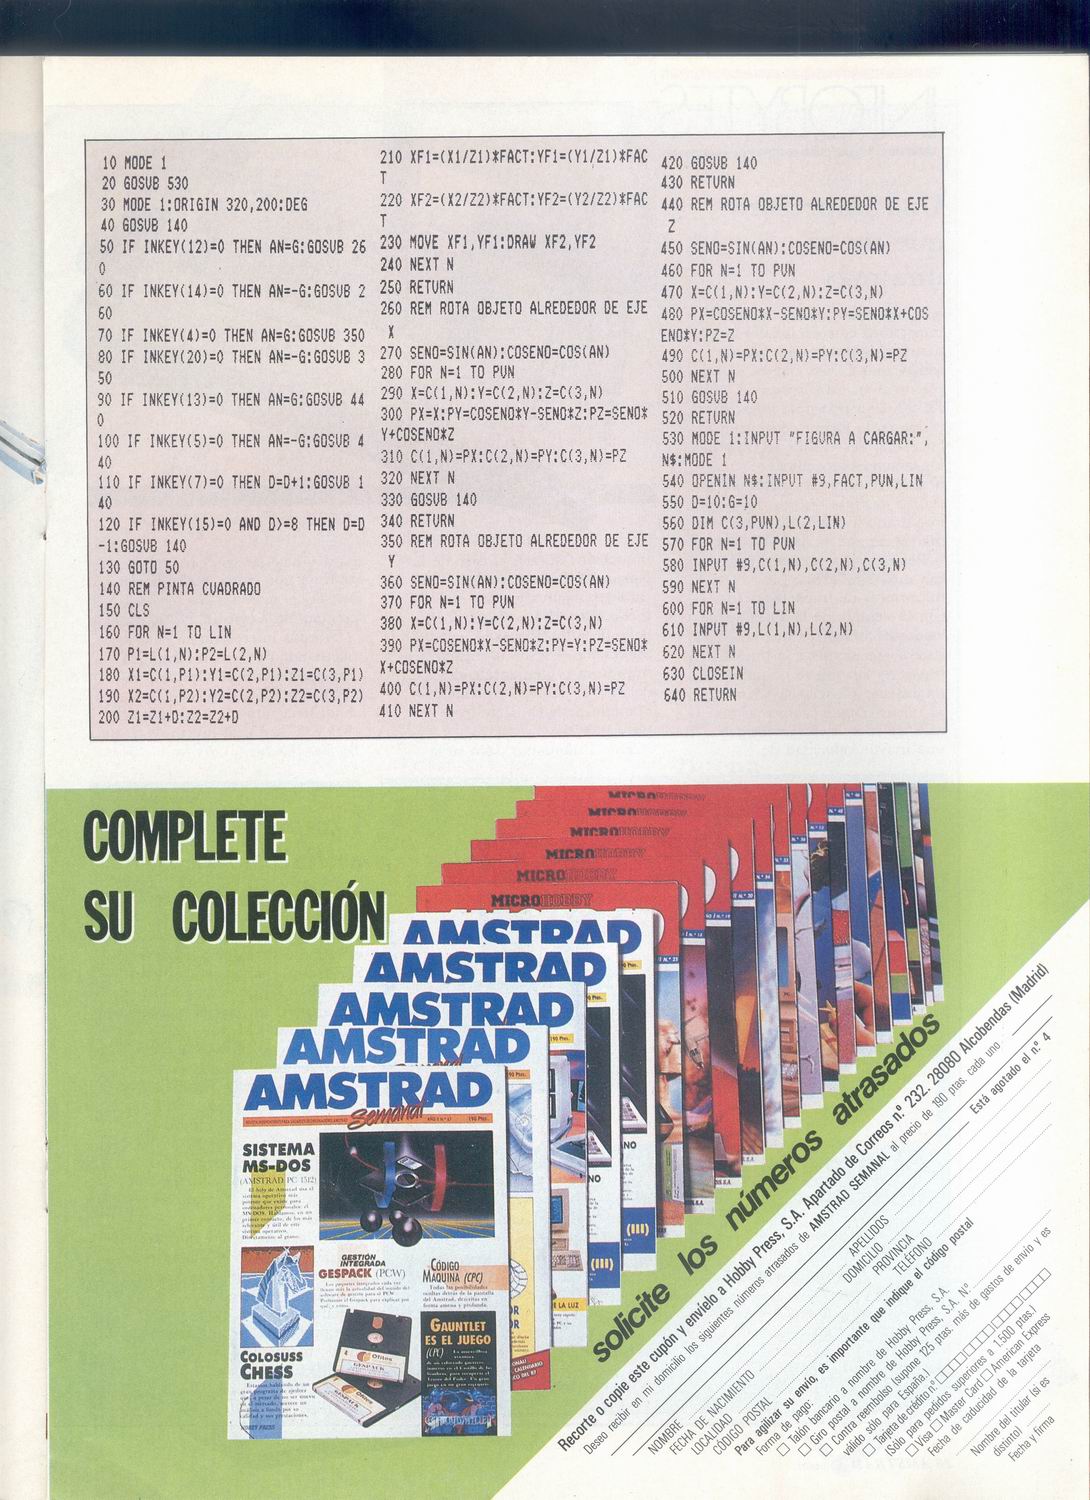 10 MODE 1
20 GOSUB 530
30 MODE 1:ORIGIN 320,200:DEG
40 GOSUB 140
50 IF INKEY(12)=0 THEN AN=G:GOSUB 26
0
60 IF INKEY(14)=0 THEN AN=-G:GOSUB 2
60
70 IF INKEY(4)=0 THEN AN=G:GOSUB 350
80 IF INKEY(20)=0 THEN AN=-G:GOSUB 3
50
90 IF INKEY(13)=0 THEN AN=G:GOSUB 44
0
100 IF INKEY(5)=0 THEN AN=-G:GOSUB 4
40
110 IF INKEY(7)=0 THEN D=D+1:GOSUB 1
40
120 IF INKEY(15)=0 AND D>=8 THEN D=D
-1:GOSUB 140
130 GOTO 50
140 REM PINTA CUADRADO
150 CLS
160 FOR N=1 TO LIN
170 P1=L(1,N):P2=L(2,N)
180 X1=C(1,P1):Y1=C(2,P1):Z1=C(3,P1)
190 X2=C(1,P2):Y2=C(2,P2):Z2=C(3,P2)
200 Z1=Z1+D:Z2=Z2+D
210 XF1=(X1/Z1)*FACT:YF1=(Y1/Z1)*FAC
T
220 XF2=(X2/Z2)*FACT:YF2=(Y2/Z2)*FAC
T
230 MOVE XF1,YF1:DRAW XF2,YF2
240 NEXT N
250 RETURN
260 REM ROTA OBJETO ALREDEDOR DE EJE
X
270 SENO=SIN(AN):COSENO=COS(AN)
280 FOR N=1 TO PUN
290 X=C(1,N):Y=C(2,N):Z=C(3,N)
300 PX=X:PY=COSENO*Y-SENO*Z:PZ=SENO*
Y+COSENO*Z
310 C(1,N)=PX:C(2,N)=PY:C(3,N)=PZ
320 NEXT N
330 GOSUB 140
340 RETURN
350 REM ROTA OBJETO ALREDEDOR DE EJE
Y
360 SENO=SIN(AN):COSENO=COS(AN)
370 FOR N=1 TO PUN
380 X=C(1,N):Y=C(2,N):Z=C(3,N)
390 PX=COSENO*X-SENO*Z:PY=Y:PZ=SENO*
X+COSENO*Z
400 C(1,N)=PX:C(2,N)=PY:C(3,N)=PZ
410 NEXT N
420 GOSUB 140
430 RETURN
440 REM ROTA OBJETO ALREDEDOR DE EJE
Z
450 SENO=SIN(AN):COSENO=COS(AN)
460 FOR N=1 TO PUN
470 X=C(1,N):Y=C(2,N):Z=C(3,N)
480 PX=COSENO*X-SENO*Y:PY=SENO*X+COS
ENO*Y:PZ=Z
490 C(1,N)=PX:C(2,N)=PY:C(3,N)=PZ
500 NEXT N
510 GOSUB 140
520 RETURN
530 MODE 1:INPUT "FIGURA A CARGAR:",
N$:MODE 1
540 OPENIN N$:INPUT #9,FACT,PUN,LIN
550 D=10:G=10
560 DIM C(3,PUN),L(2,LIN)
570 FOR N=1 TO PUN
580 INPUT #9,C(1,N),C(2,N),C(3,N)
590 NEXT N
600 FOR N=1 TO LIN
610 INPUT #9,L(1,N),L(2,N)
620 NEXT N
630 CLOSEIN
640 RETURN
COMPLETE
SU COLECCIÓN
MICROHOBBY
MICROHOBBY
MICROHOBBY
MICROHOBBY
MICROHOBBY
MICROHOBBY
AMSTRAD
AMSTRAD
AMSTRAD
AMSTRAD
AMSTRAD
Semanal
SISTEMA
MS-DOS
(AMSTRAD PC 1512)
GESTIÓN
INTEGRADA
GESPACK (PCW)
CÓDIGO
MAQUINA (CPC)
GAUNTLET
ES EL JUEGO
(CPC)
Ofites
GESPACK
COLOSUSS
CHESS
HOBBY PRESS
E LA LUZ
(III)
(III)
solicite los números atrasados
Recorte o copie este cupón y envíelo a Hobby Press, S.A. Apartado de Correos n.º 232. 28080 Alcobendas (Madrid)
Deseo recibir en mi domicilio los siguientes números atrasados de AMSTRAD SEMANAL al precio de 190 ptas. cada uno
Está agotado el n.º 4
NOMBRE
APELLIDOS
FECHA DE NACIMIENTO
DOMICILIO
LOCALIDAD
PROVINCIA
CÓDIGO POSTAL
TELÉFONO
Para agilizar su envío, es importante que indique el código postal
Forma de pago:
Talón bancario a nombre de Hobby Press, S.A.
Giro postal a nombre de Hobby Press, S.A. N.º
Contra reembolso (supone 125 ptas. más de gastos de envío y es
válido sólo para España)
Tarjeta de crédito n.º
(Sólo para pedidos superiores a 1.500 ptas.)
Visa Master Card American Express
Fecha de caducidad de la tarjeta
Nombre del titular (si es
distinto)
Fecha y firma